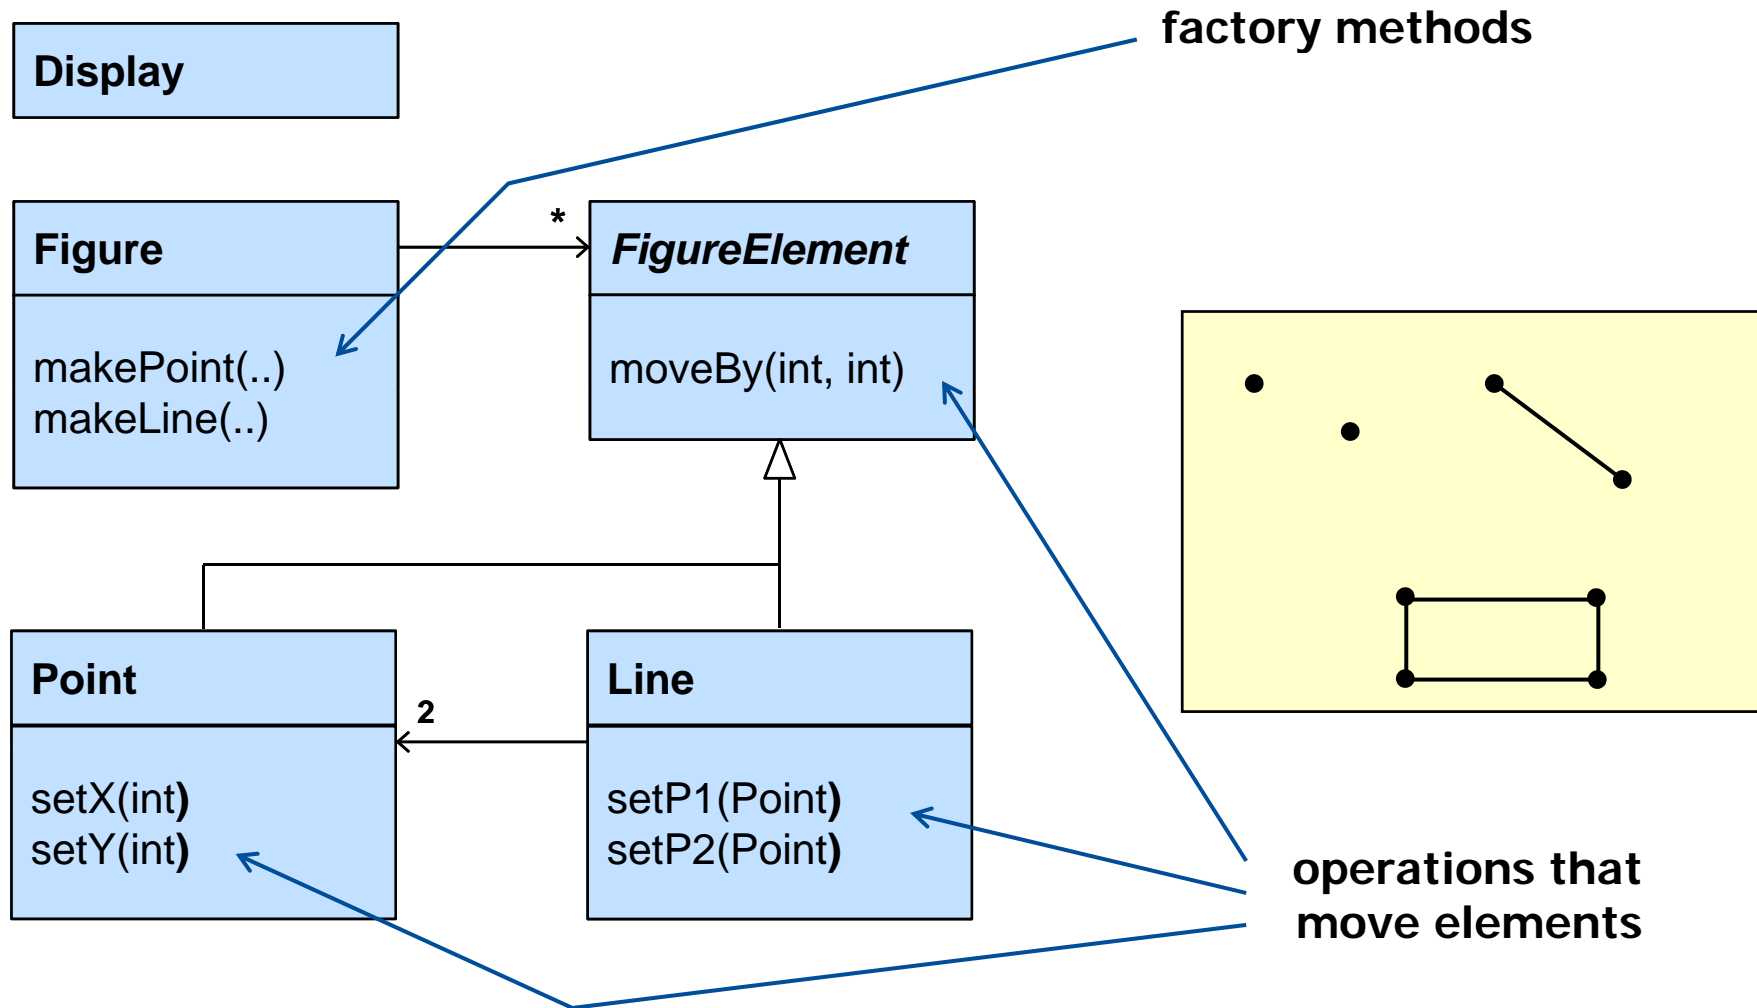 factory methods
Display
Figure
*
FigureElement
makePoint(..)
makeLine(..)
moveBy(int, int)
Point
2
Line
setX(int)
setY(int)
setP1(Point)
setP2(Point)
operations that
move elements